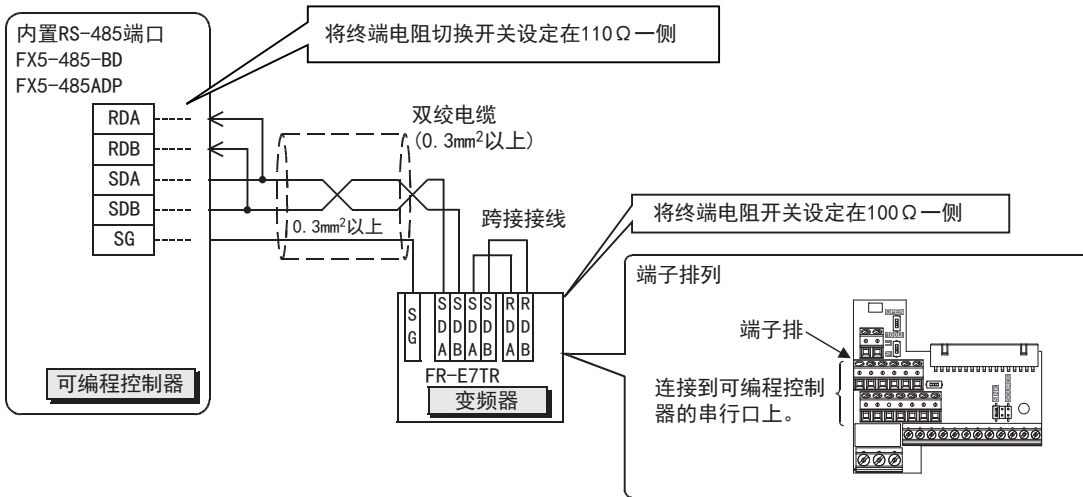 内置RS-485端口
FX5-485-BD
FX5-485ADP
将终端电阻切换开关设定在110Ω一侧
RDA
RDB
SDA
SDB
SG
双绞电缆
(0.3mm²以上)
0.3mm²以上
跨接接线
将终端电阻开关设定在100Ω一侧
SG
SDA
SDB
SDA
SDB
RDA
RDB
FR-E7TR
变频器
可编程控制器
端子排列
端子排
连接到可编程控制
器的串行口上。